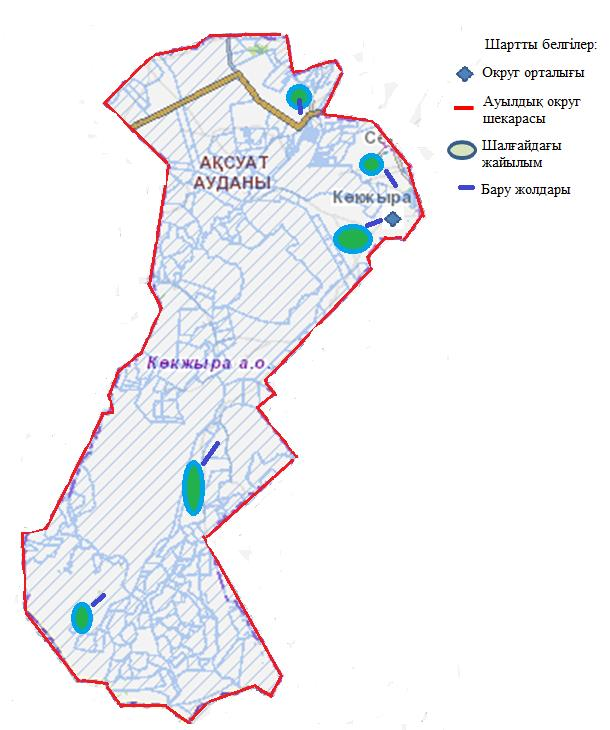 Шартты белгілер:
Округ орталығы
Ауылдық округ
шекарасы
Шалғайдағы
жайылым
Бару жолдары
АҚСУАТ
АУДАНЫ
Көкжыра
Көкжыра а.о.